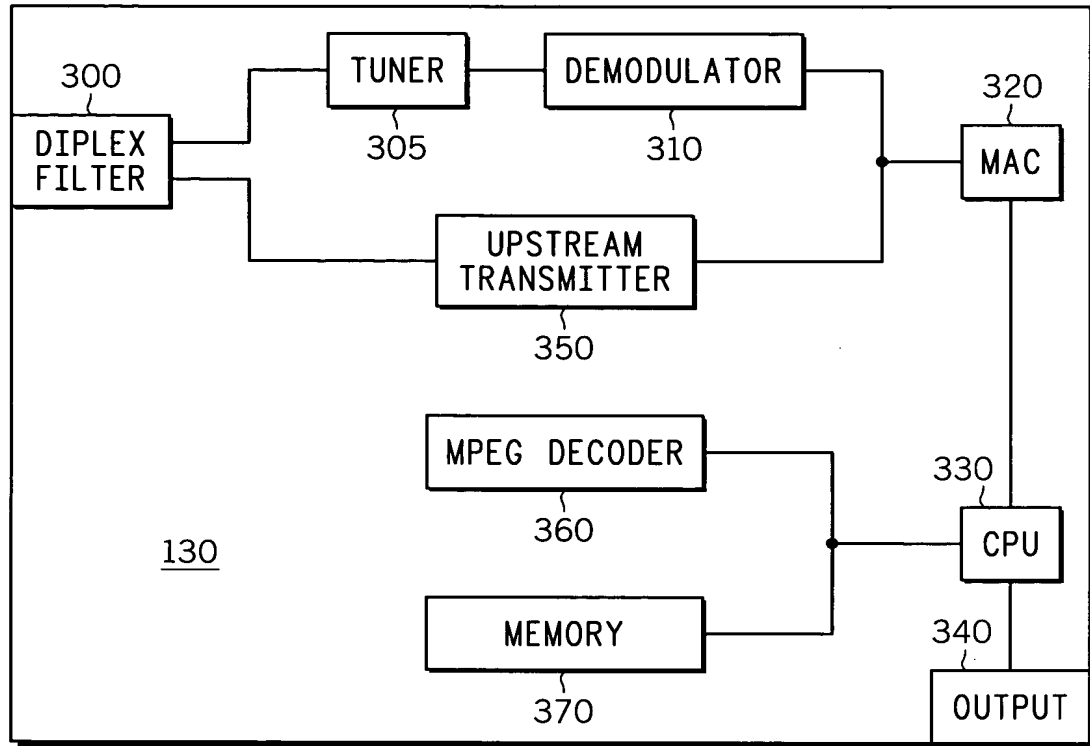 300
DIPLEX
FILTER
TUNER
305
DEMODULATOR
310
320
MAC
UPSTREAM
TRANSMITTER
350
MPEG DECODER
360
330
CPU
130
MEMORY
370
340
OUTPUT